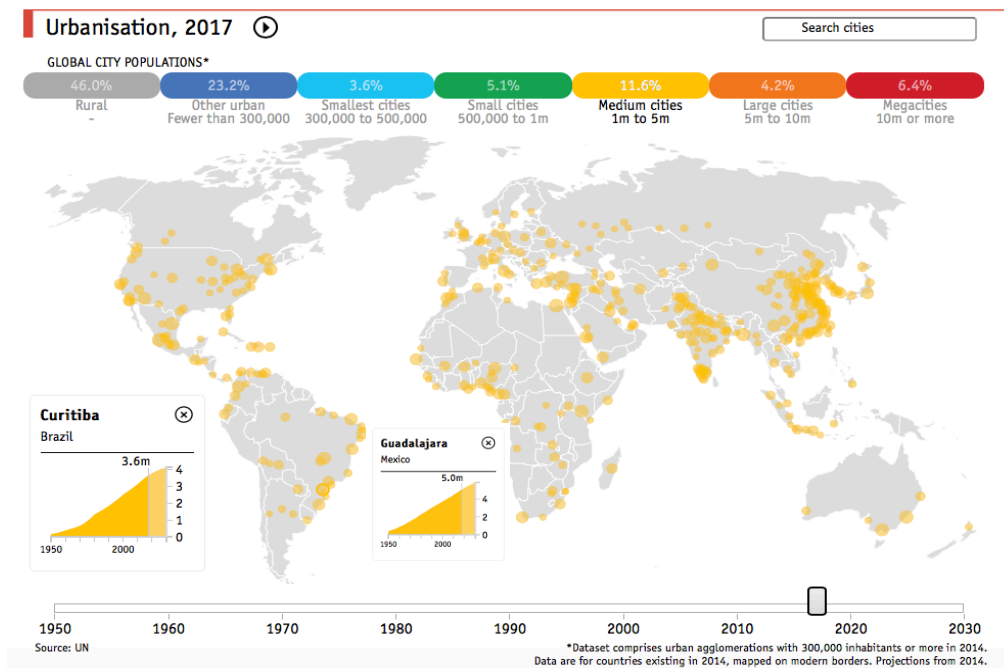 Urbanisation, 2017
Search cities
GLOBAL CITY POPULATIONS*
46.0%
23.2%
3.6%
5.1%
11.6%
4.2%
6.4%
Rural
-
Other urban
Fewer than 300,000
Smallest cities
300,000 to 500,000
Small cities
500,000 to 1m
Medium cities
1m to 5m
Large cities
5m to 10m
Megacities
10m or more
Curitiba
Brazil
3.6m
4
3
2
1
0
1950
2000
Guadalajara
Mexico
5.0m
4
2
0
1950
2000
1950
1960
1970
1980
1990
2000
2010
2020
2030
Source: UN
*Dataset comprises urban agglomerations with 300,000 inhabitants or more in 2014.
Data are for countries existing in 2014, mapped on modern borders. Projections from 2014.